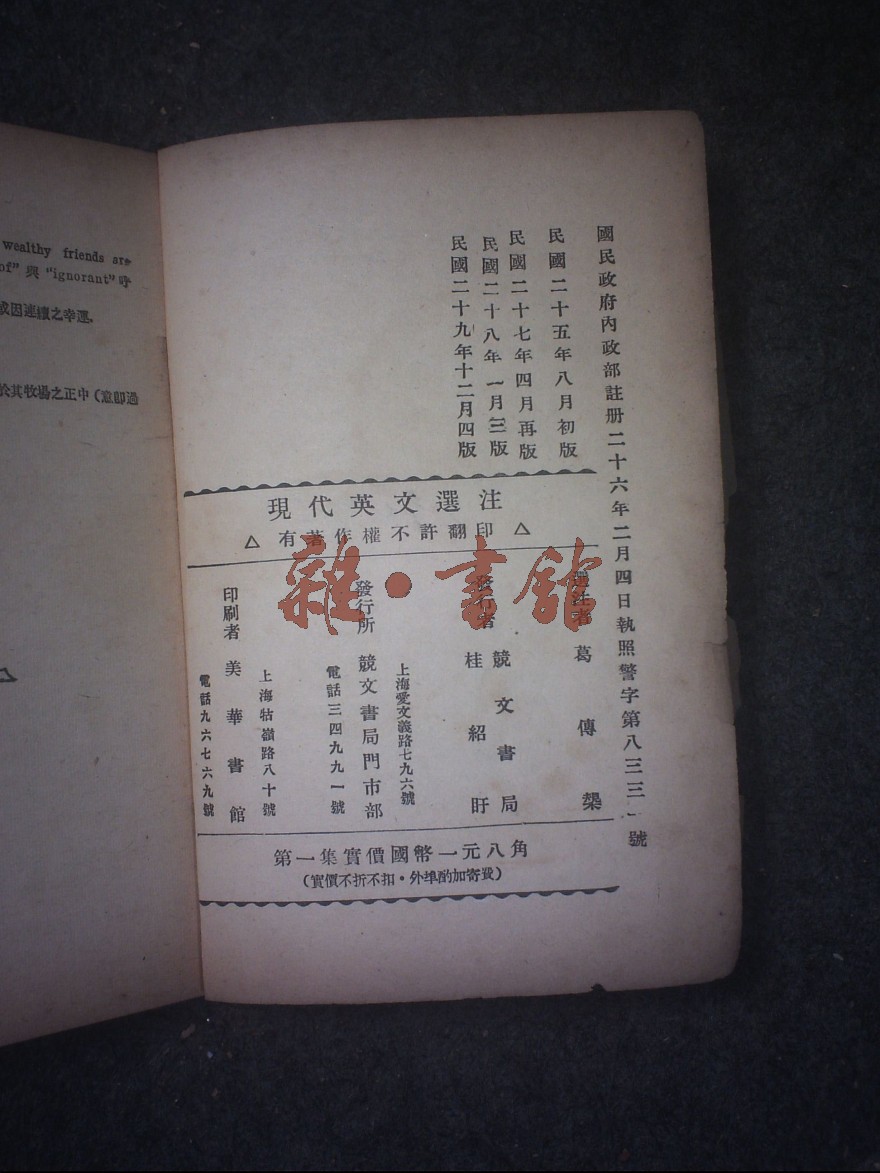 wealthy friends are
of” 與 “ignorant”
或因連續之幸運.
於其牧場之正中（意即過
國民政府內政部註册二十六年二月四日執照警字第八三三一號
民國二十五年八月初版
民國二十七年四月再版
民國二十八年一月三版
民國二十九年十二月四版
現代英文選注
△ 有著作權不許翻印 △
選注者 葛傳槼
發行者 競文書局
桂紹盱
上海愛文義路七九六號
發行所 競文書局門市部
電話三四九九一號
上海牯嶺路八十號
印刷者 美華書館
電話九六七六九號
第一集實價國幣一元八角
（實價不折不扣・外埠酌加寄費）
雜・書館